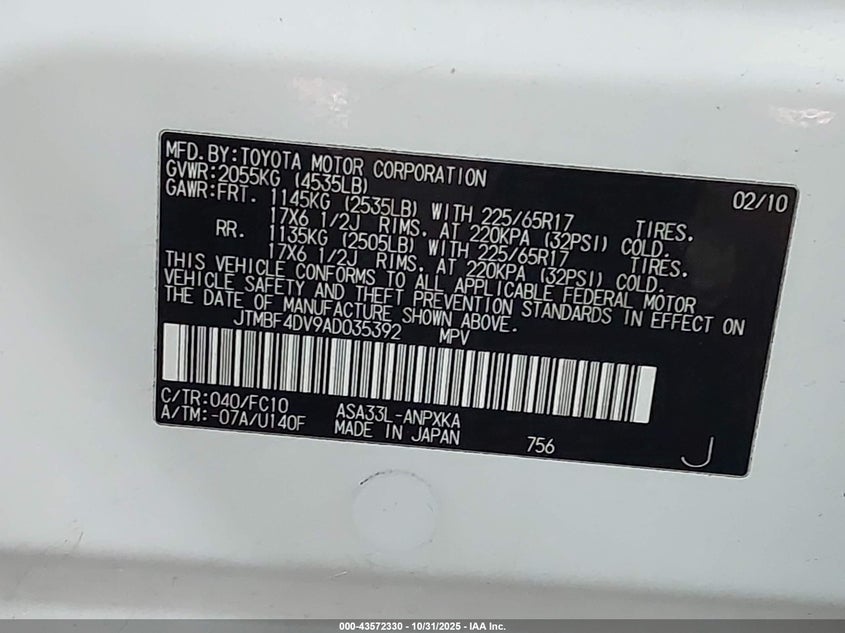 MFD.BY:TOYOTA MOTOR CORPORATION 02/10
GVWR:2055KG (4535LB)
GAWR:FRT. 1145KG (2535LB) WITH 225/65R17 TIRES.
17X6 1/2J RIMS, AT 220KPA (32PSI) COLD.
RR. 1135KG (2505LB) WITH 225/65R17 TIRES.
17X6 1/2J RIMS, AT 220KPA (32PSI) COLD.
THIS VEHICLE CONFORMS TO ALL APPLICABLE FEDERAL MOTOR
VEHICLE SAFETY AND THEFT PREVENTION STANDARDS IN EFFECT ON
THE DATE OF MANUFACTURE SHOWN ABOVE.
JTMBF4DV9AD035392 MPV
C/TR:040/FC10 ASA33L-ANPXKA
A/TM:-07A/U140F MADE IN JAPAN 756 J
000-43572330 - 10/31/2025 - IAA Inc.